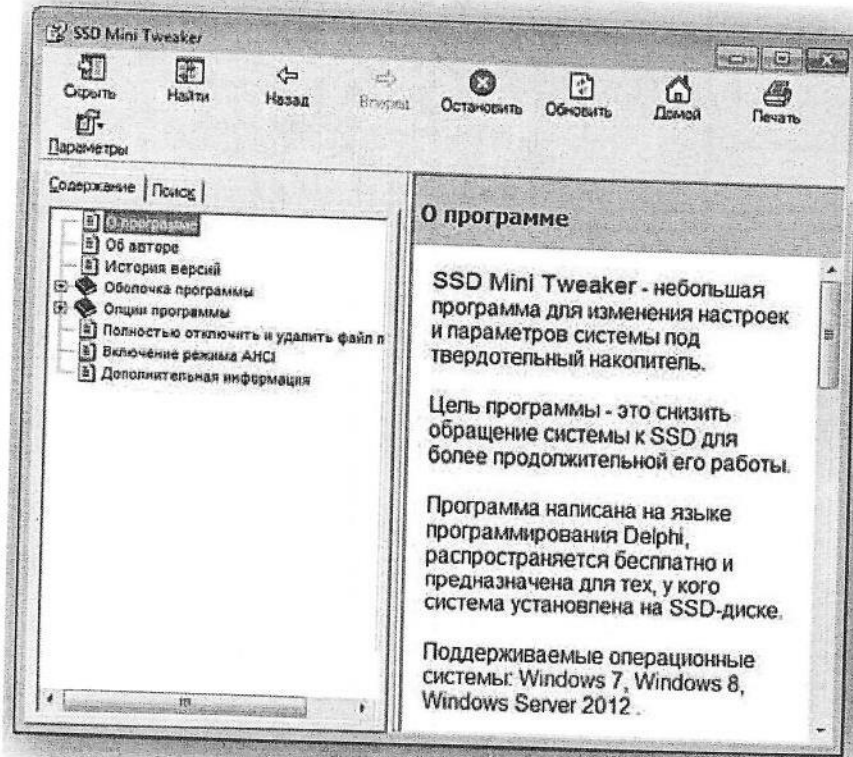 SSD Mini Tweaker
Скрыть
Найти
Назад
Вперед
Остановить
Обновить
Домой
Печать
Параметры
Содержание
Поиск
О программе
Об авторе
История версий
Оболочка программы
Опции программы
Полностью отключить и удалить файл п
Включение режима AHCI
Дополнительная информация
О программе
SSD Mini Tweaker - небольшая
программа для изменения настроек
и параметров системы под
твердотельный накопитель.
Цель программы - это снизить
обращение системы к SSD для
более продолжительной его работы.
Программа написана на языке
программирования Delphi,
распространяется бесплатно и
предназначена для тех, у кого
система установлена на SSD-диске.
Поддерживаемые операционные
системы: Windows 7, Windows 8,
Windows Server 2012 .